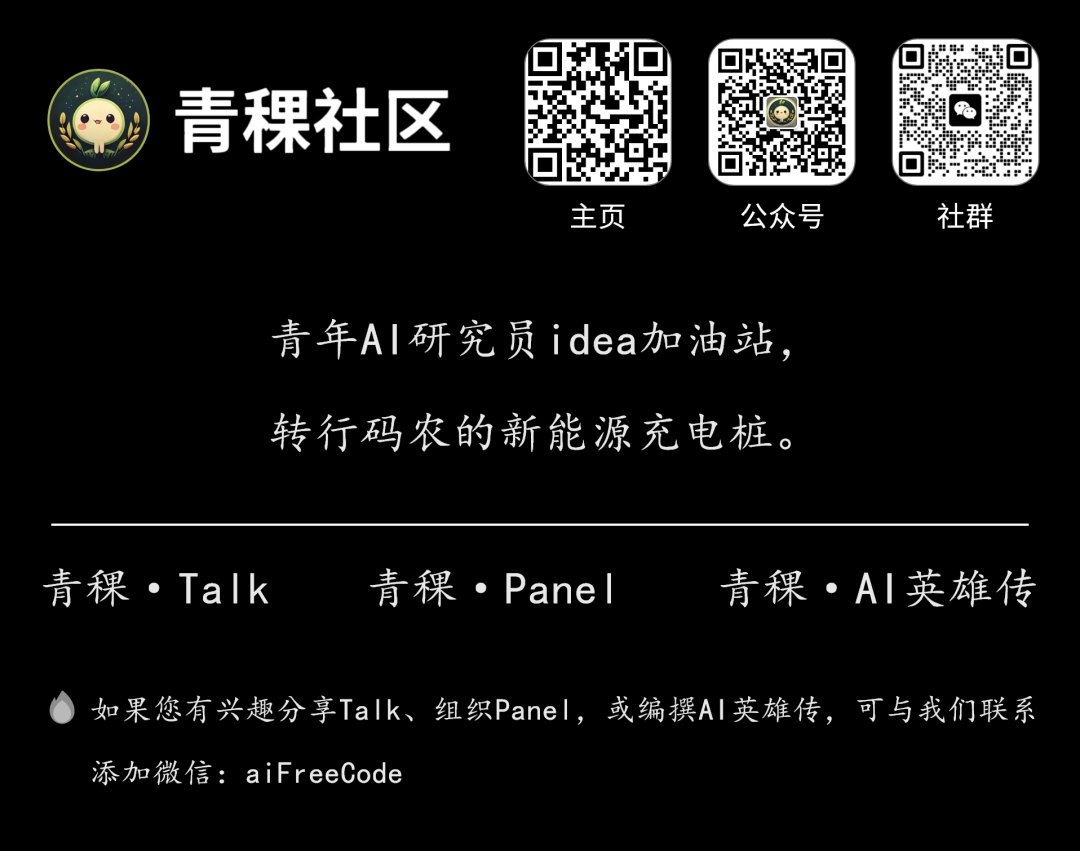 青稞社区
主页
公众号
社群
青年AI研究员idea加油站，
转行码农的新能源充电桩。
青稞·Talk
青稞·Panel
青稞·AI英雄传
如果您有兴趣分享Talk、组织Panel，或编撰AI英雄传，可与我们联系
添加微信：aiFreeCode